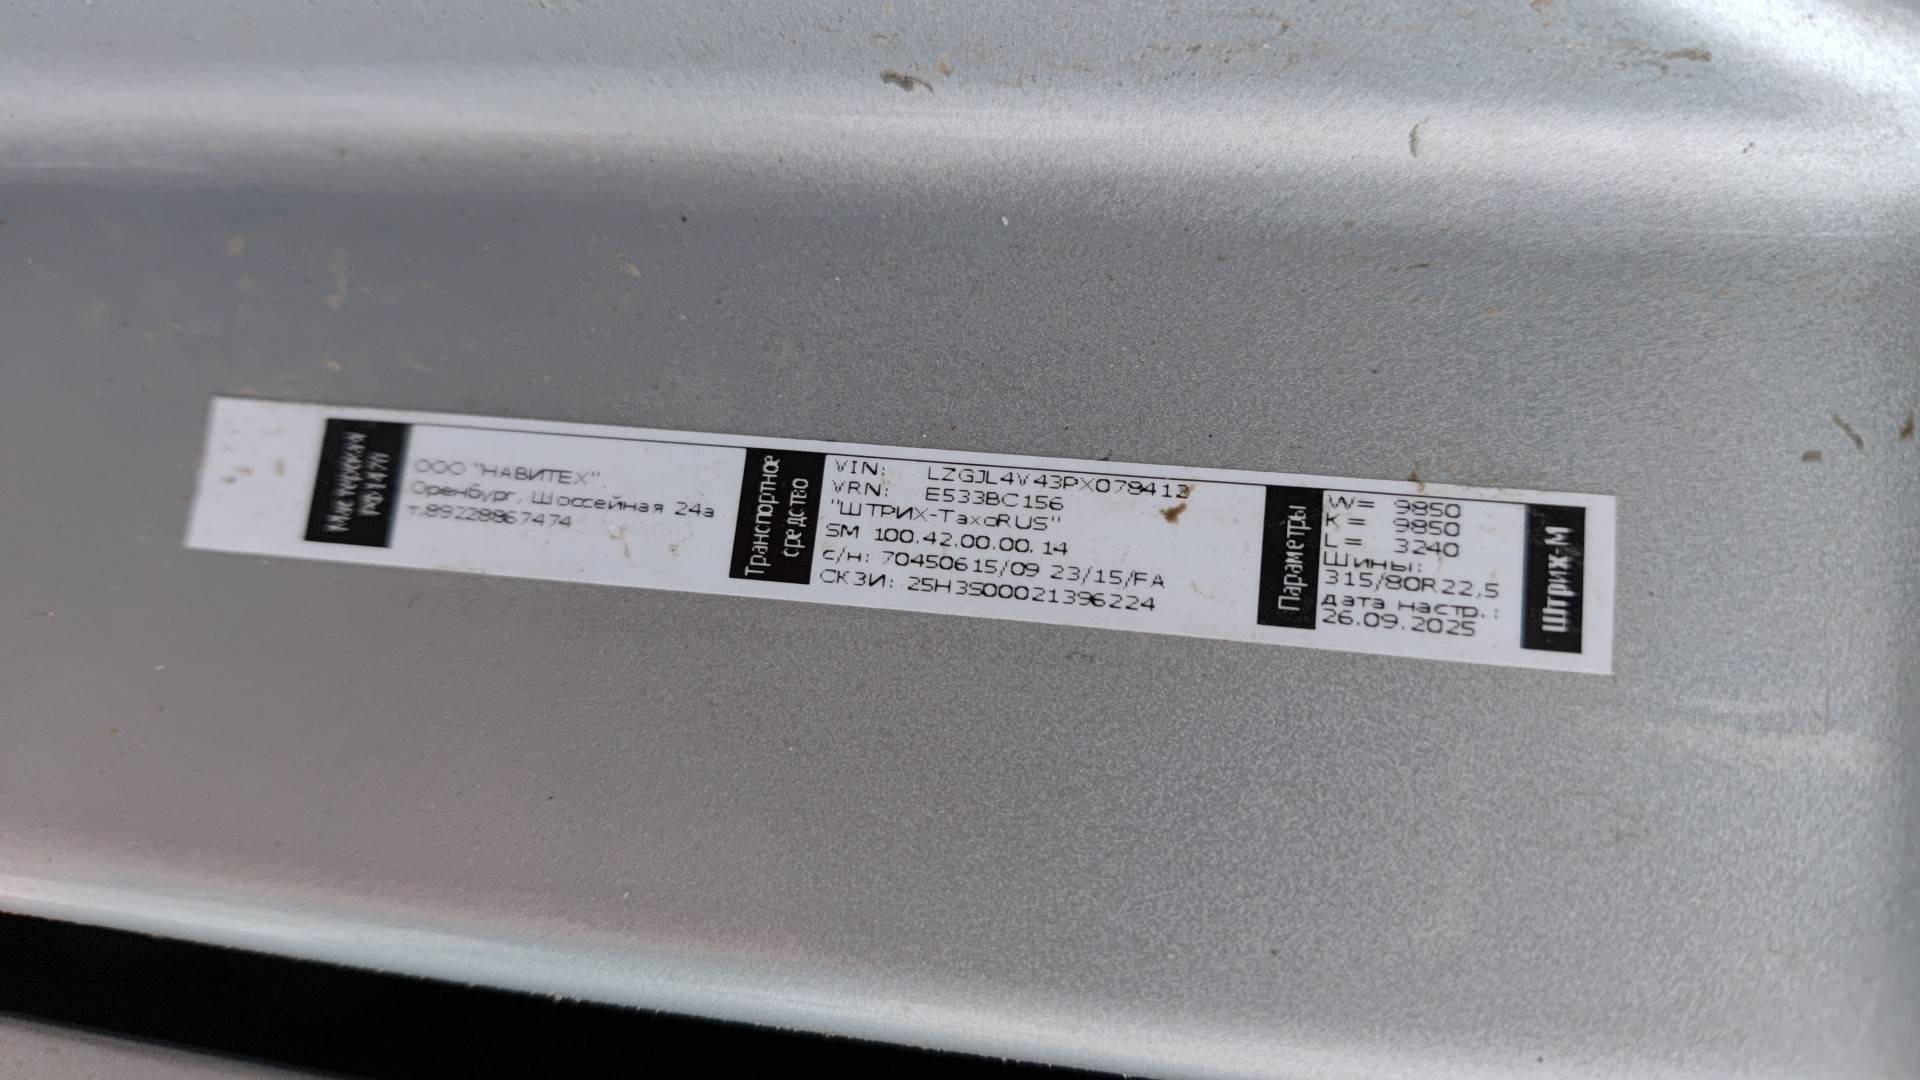 Мастерская
рф1470
ООО "НАВИТЕХ"
Оренбург, Шоссейная 24а
т.89228867474
Транспортное
средство
VIN: LZGJL4V43PX078412
VRN: E533BC156
"ШТРИХ-ТахоRUS"
SM 100.42.00.00.14
с/н: 70450615/09 23/15/FA
СКЗИ: 25H3S00021396224
Параметры
W= 9850
K= 9850
L= 3240
Шины:
315/80R22,5
дата настр.:
26.09.2025
Штрих-М